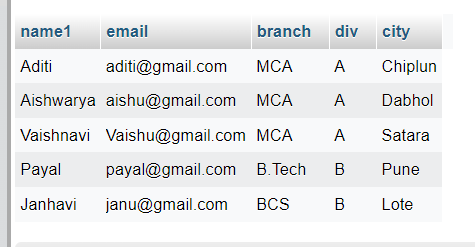 name1 email branch div city
Aditi aditi@gmail.com MCA A Chiplun
Aishwarya aishu@gmail.com MCA A Dabhol
Vaishnavi Vaishu@gmail.com MCA A Satara
Payal payal@gmail.com B.Tech B Pune
Janhavi janu@gmail.com BCS B Lote